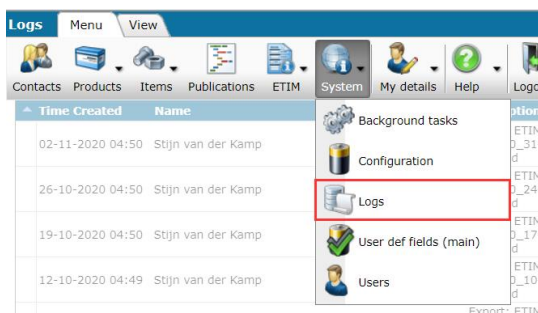 Logs Menu View
Contacts Products Items Publications ETIM System My details Help
Time Created Name
Background tasks
02-11-2020 04:50 Stijn van der Kamp
Configuration
26-10-2020 04:50 Stijn van der Kamp
Logs
19-10-2020 04:50 Stijn van der Kamp
User def fields (main)
12-10-2020 04:49 Stijn van der Kamp
Users